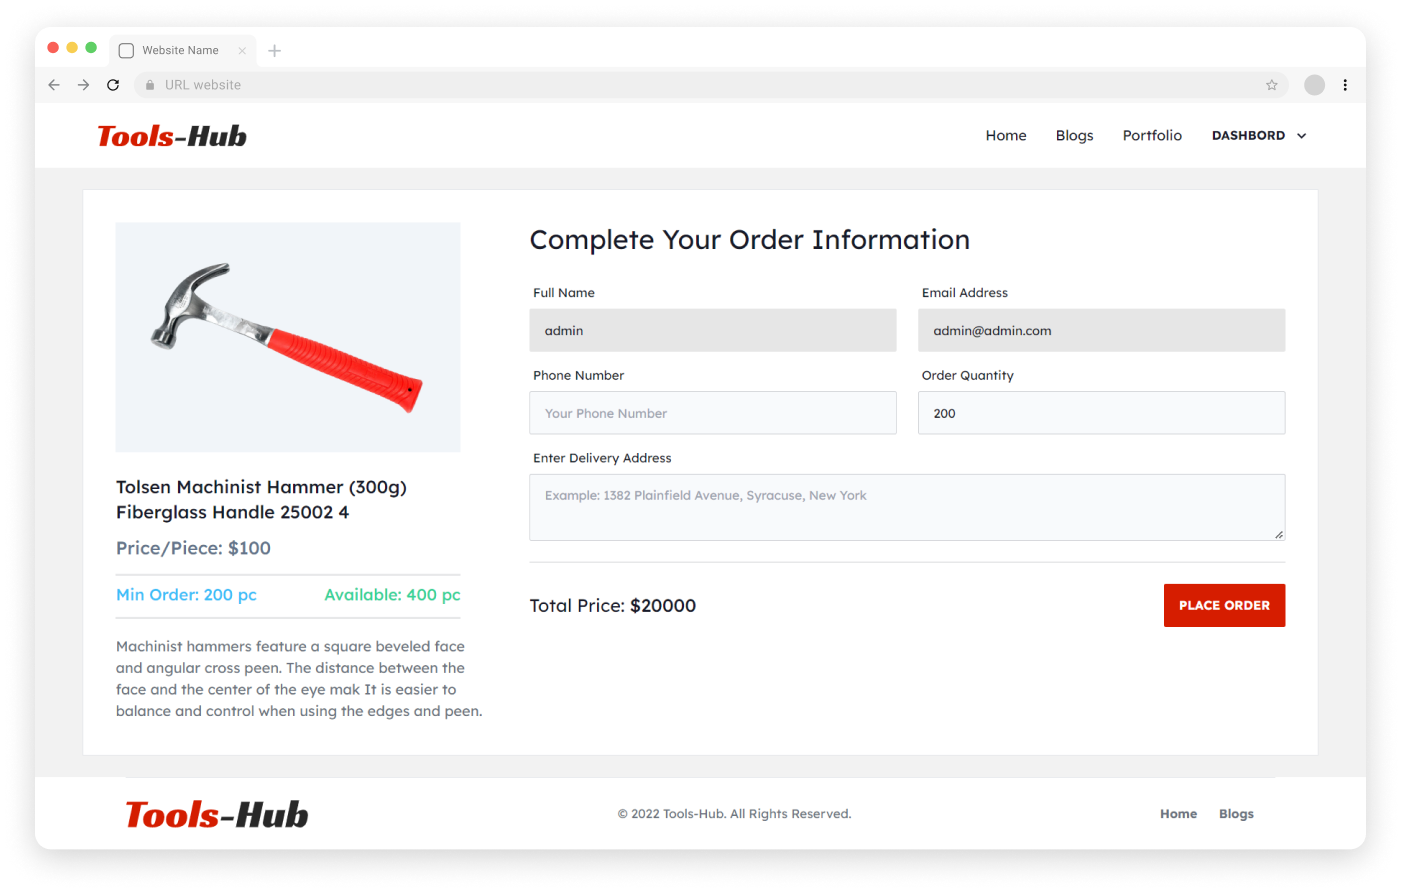 Website Name
URL website
Tools-Hub
Home Blogs Portfolio DASHBORD
Complete Your Order Information
Full Name Email Address
admin admin@admin.com
Phone Number Order Quantity
Your Phone Number 200
Enter Delivery Address
Example: 1382 Plainfield Avenue, Syracuse, New York
Total Price: $20000 PLACE ORDER
Tolsen Machinist Hammer (300g)
Fiberglass Handle 25002 4
Price/Piece: $100
Min Order: 200 pc Available: 400 pc
Machinist hammers feature a square beveled face
and angular cross peen. The distance between the
face and the center of the eye mak It is easier to
balance and control when using the edges and peen.
Tools-Hub
© 2022 Tools-Hub. All Rights Reserved.
Home Blogs